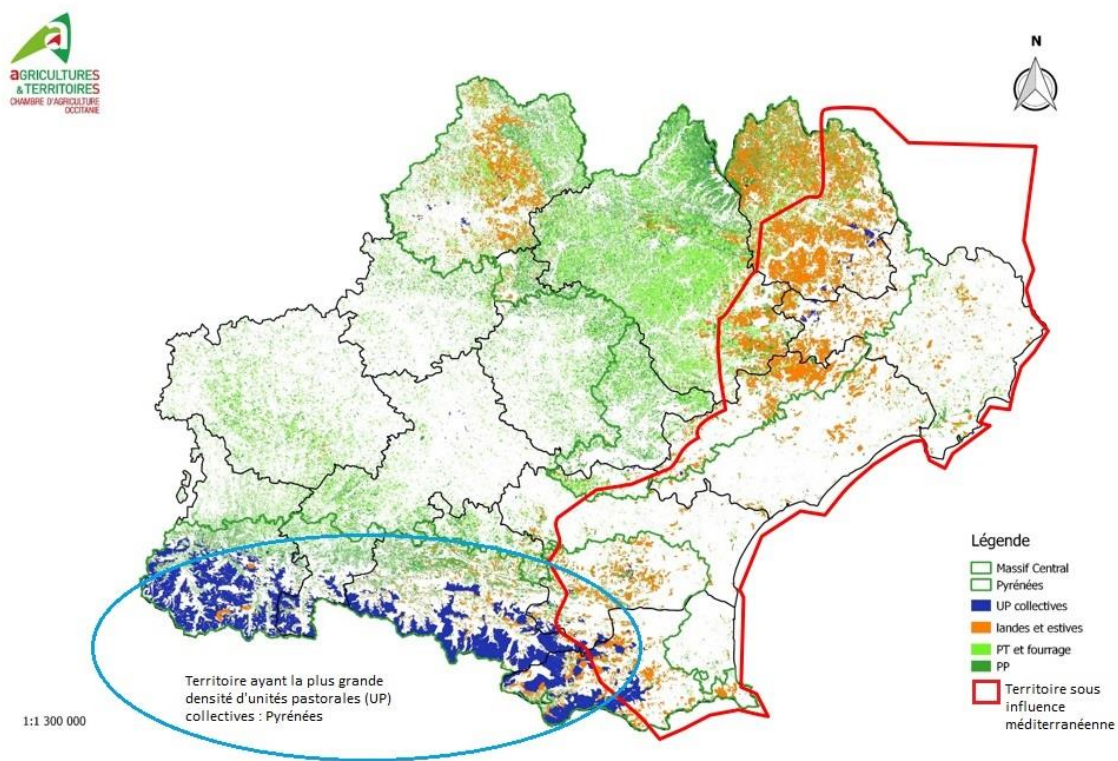 a
AGRICULTURES
& TERRITOIRES
CHAMBRE D'AGRICULTURE
OCCITANIE
N
Territoire ayant la plus grande
densité d'unités pastorales (UP)
collectives : Pyrénées
1:1 300 000
Légende
Massif Central
Pyrénées
UP collectives
landes et estives
PT et fourrage
PP
Territoire sous
influence
méditerranéenne